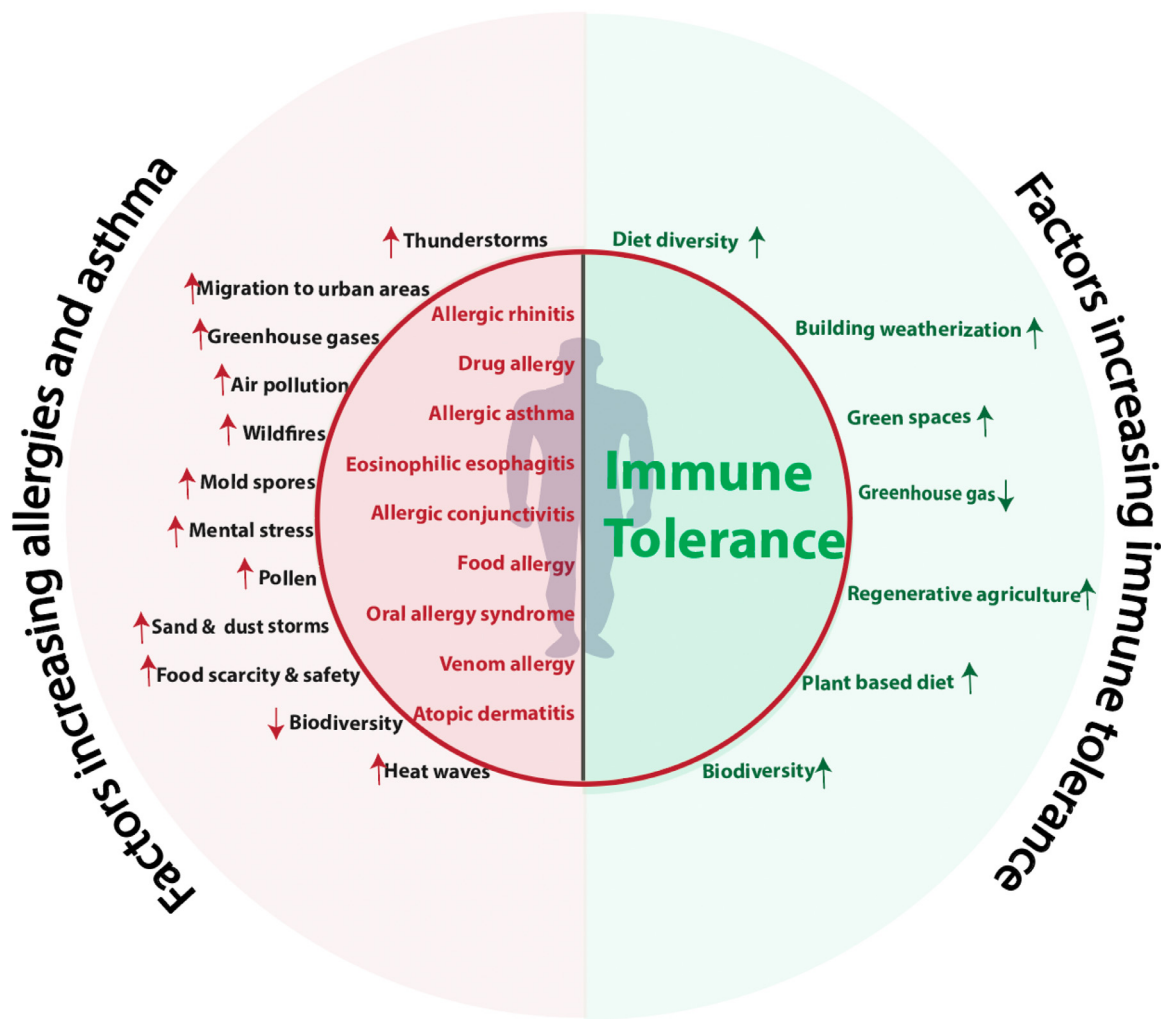 Factors increasing allergies and asthma
↑ Thunderstorms
↑ Migration to urban areas
↑ Greenhouse gases
↑ Air pollution
↑ Wildfires
↑ Mold spores
↑ Mental stress
↑ Pollen
↑ Sand & dust storms
↑ Food scarcity & safety
↓ Biodiversity
↑ Heat waves
Allergic rhinitis
Drug allergy
Allergic asthma
Eosinophilic esophagitis
Allergic conjunctivitis
Food allergy
Oral allergy syndrome
Venom allergy
Atopic dermatitis
Immune
Tolerance
Diet diversity ↑
Building weatherization ↑
Green spaces ↑
Greenhouse gas ↓
Regenerative agriculture ↑
Plant based diet ↑
Biodiversity ↑
Factors increasing immune tolerance